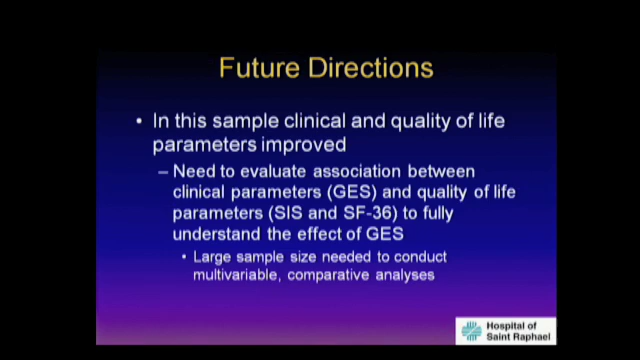 Future Directions
• In this sample clinical and quality of life
parameters improved
– Need to evaluate association between
clinical parameters (GES) and quality of life
parameters (SIS and SF-36) to fully
understand the effect of GES
• Large sample size needed to conduct
multivariable, comparative analyses
Hospital of
Saint Raphael